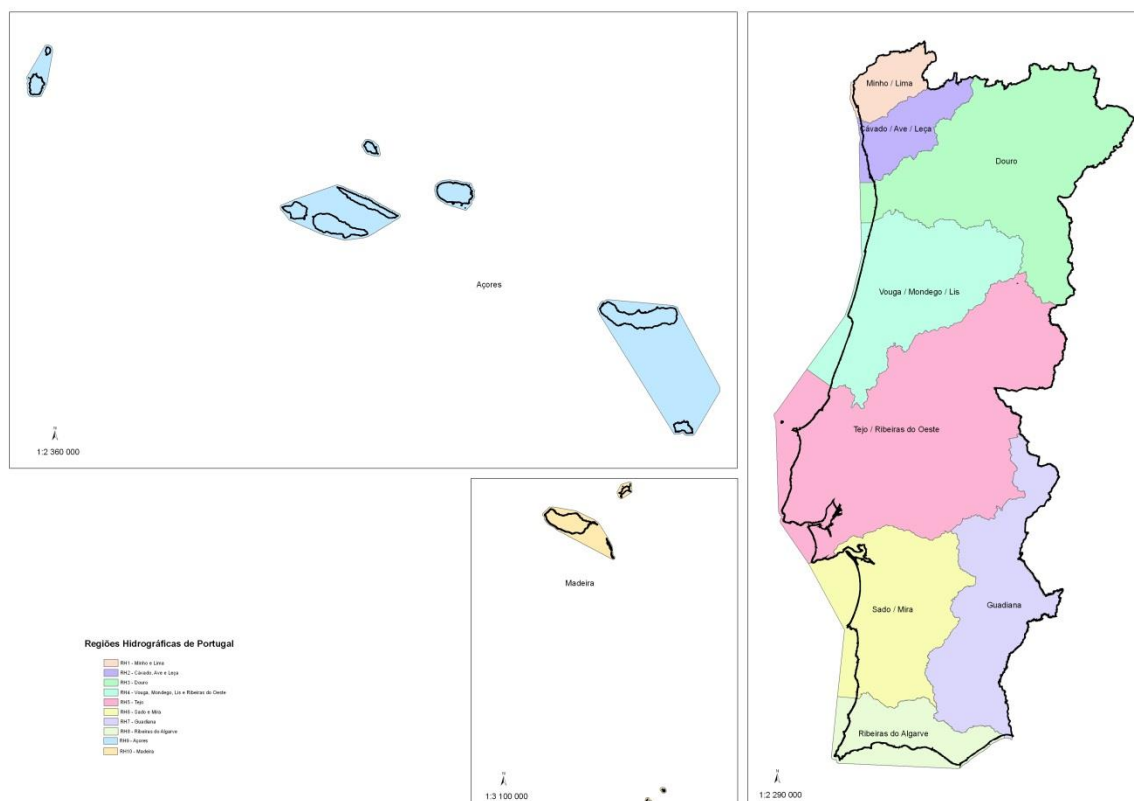 Açores
N
1:2 360 000
Madeira
N
1:3 100 000
Minho / Lima
Cávado / Ave / Leça
Douro
Vouga / Mondego / Lis
Tejo / Ribeiras do Oeste
Sado / Mira
Guadiana
Ribeiras do Algarve
N
1:2 290 000
Regiões Hidrográficas de Portugal
RH1 - Minho e Lima
RH2 - Cávado, Ave e Leça
RH3 - Douro
RH4 - Vouga, Mondego, Lis e Ribeiras do Oeste
RH5 - Tejo
RH6 - Sado e Mira
RH7 - Guadiana
RH8 - Ribeiras do Algarve
RH9 - Açores
RH10 - Madeira